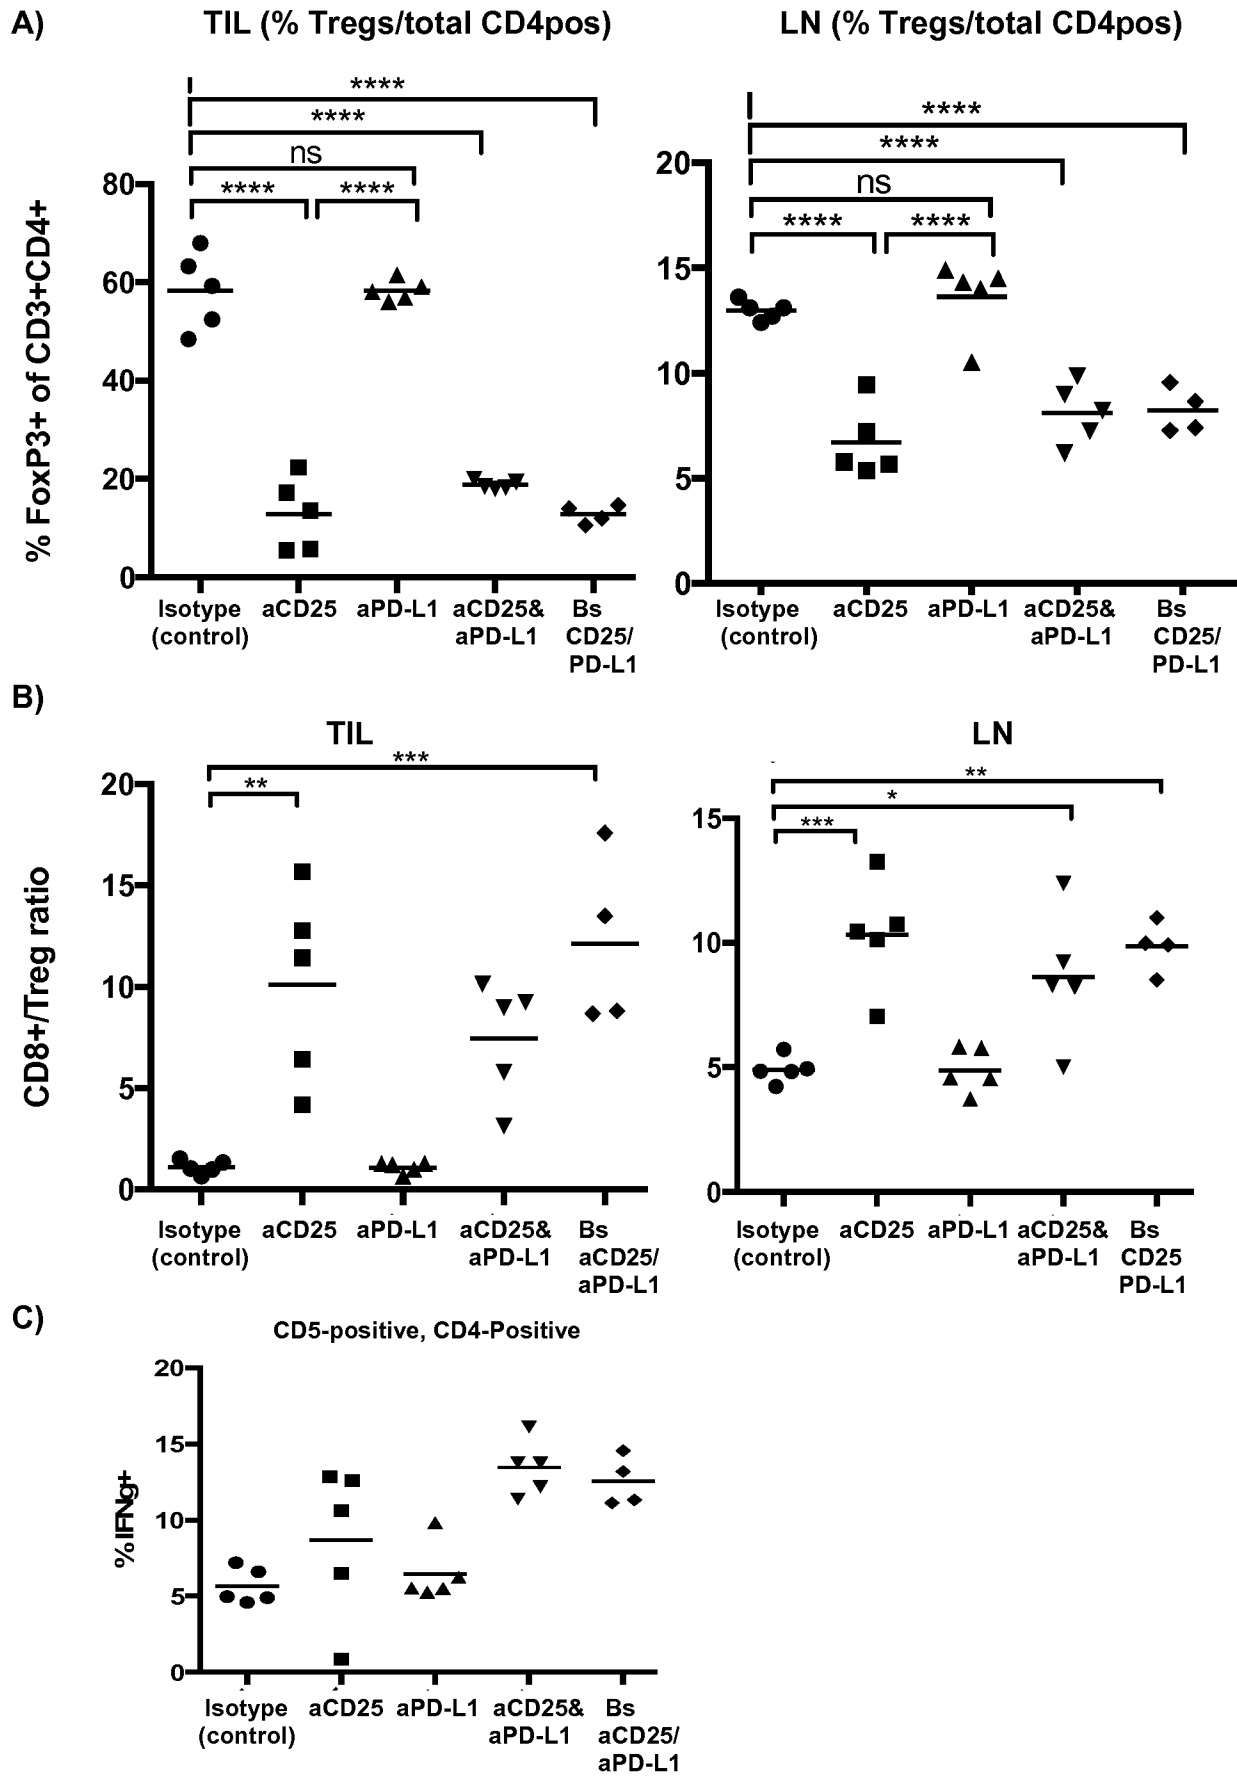 A)
TIL (% Tregs/total CD4pos)
LN (% Tregs/total CD4pos)
% FoxP3+ of CD3+CD4+
80
60
40
20
0
****
****
ns
**** ****
Isotype (control)
aCD25
aPD-L1
aCD25& aPD-L1
Bs CD25/ PD-L1
20
15
10
5
0
****
****
ns
**** ****
Isotype (control)
aCD25
aPD-L1
aCD25& aPD-L1
Bs CD25/ PD-L1
B)
TIL
LN
CD8+/Treg ratio
20
15
10
5
0
***
**
Isotype (control)
aCD25
aPD-L1
aCD25& aPD-L1
Bs aCD25/ aPD-L1
15
10
5
0
**
*
***
Isotype (control)
aCD25
aPD-L1
aCD25& aPD-L1
Bs CD25 PD-L1
C)
CD5-positive, CD4-Positive
%IFNg+
20
15
10
5
0
Isotype (control)
aCD25
aPD-L1
aCD25& aPD-L1
Bs aCD25/ aPD-L1